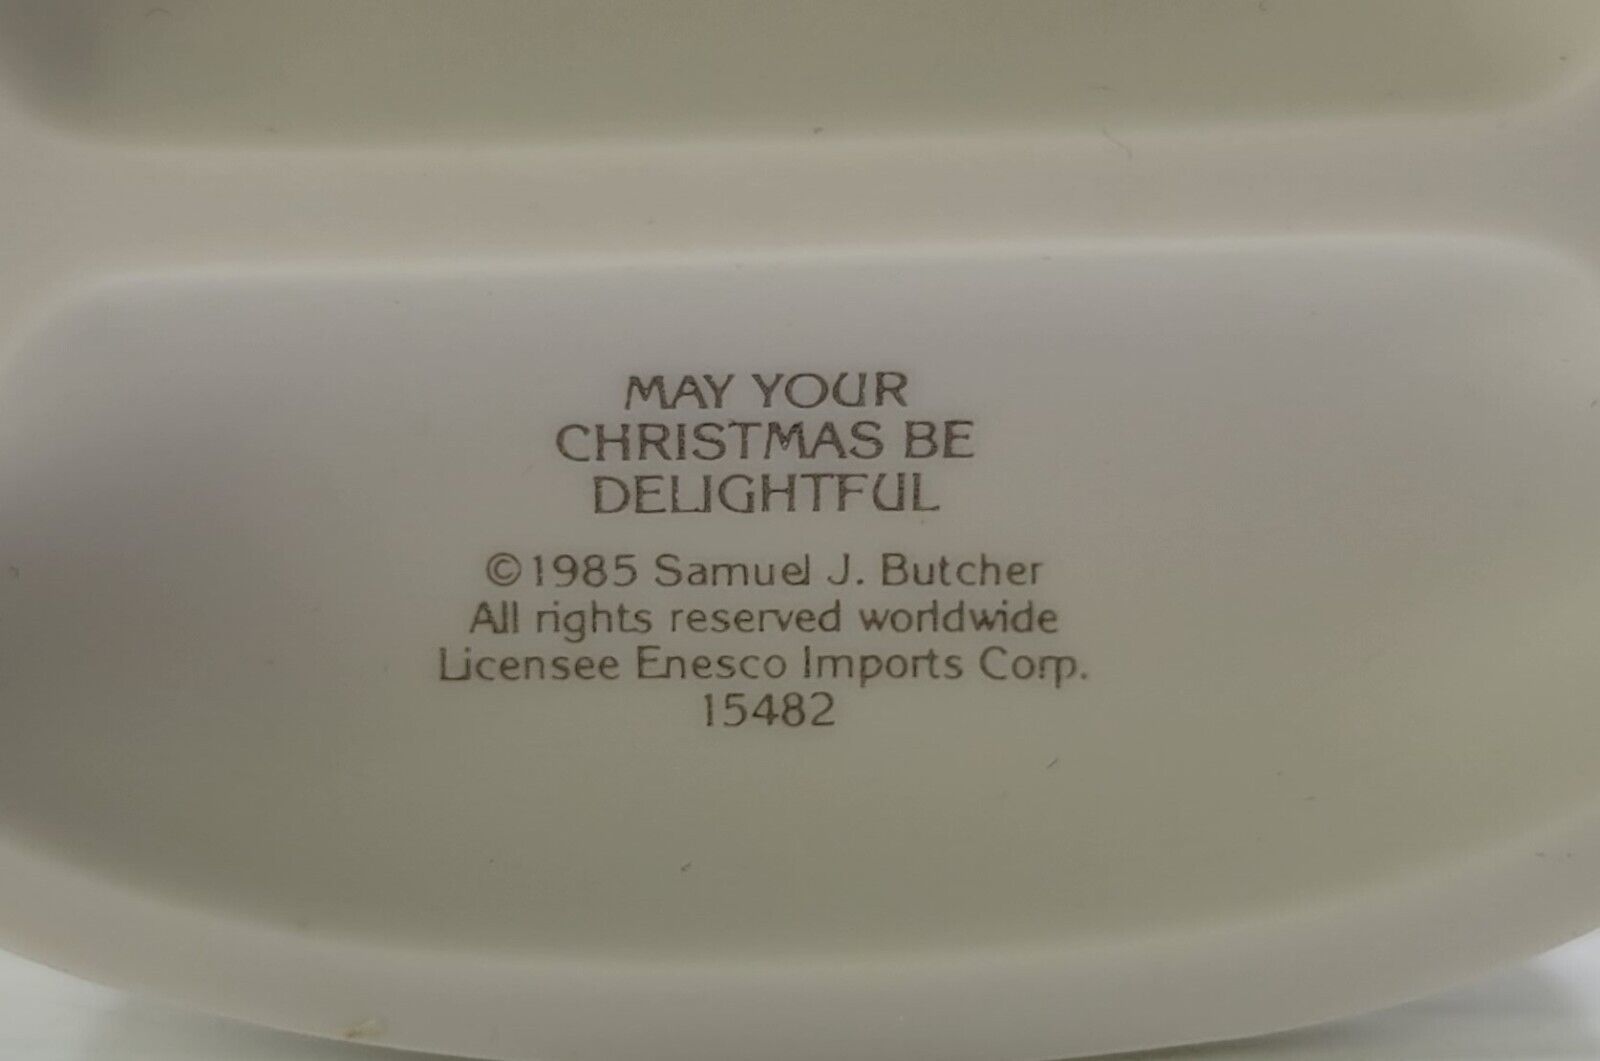 MAY YOUR
CHRISTMAS BE
DELIGHTFUL
©1985 Samuel J. Butcher
All rights reserved worldwide
Licensee Enesco Imports Corp.
15482